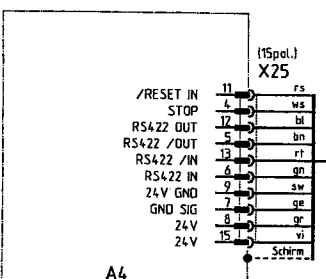 (15pol.)
X25
/RESET IN 11 rs
STOP 4 ws
RS422 OUT 12 bl
RS422 /OUT 5 bn
RS422 /IN 13 rt
RS422 IN 6 gn
24V GND 9 sw
GND SIG 7 ge
24V 8 gr
24V 15 vi
Schirm
A4